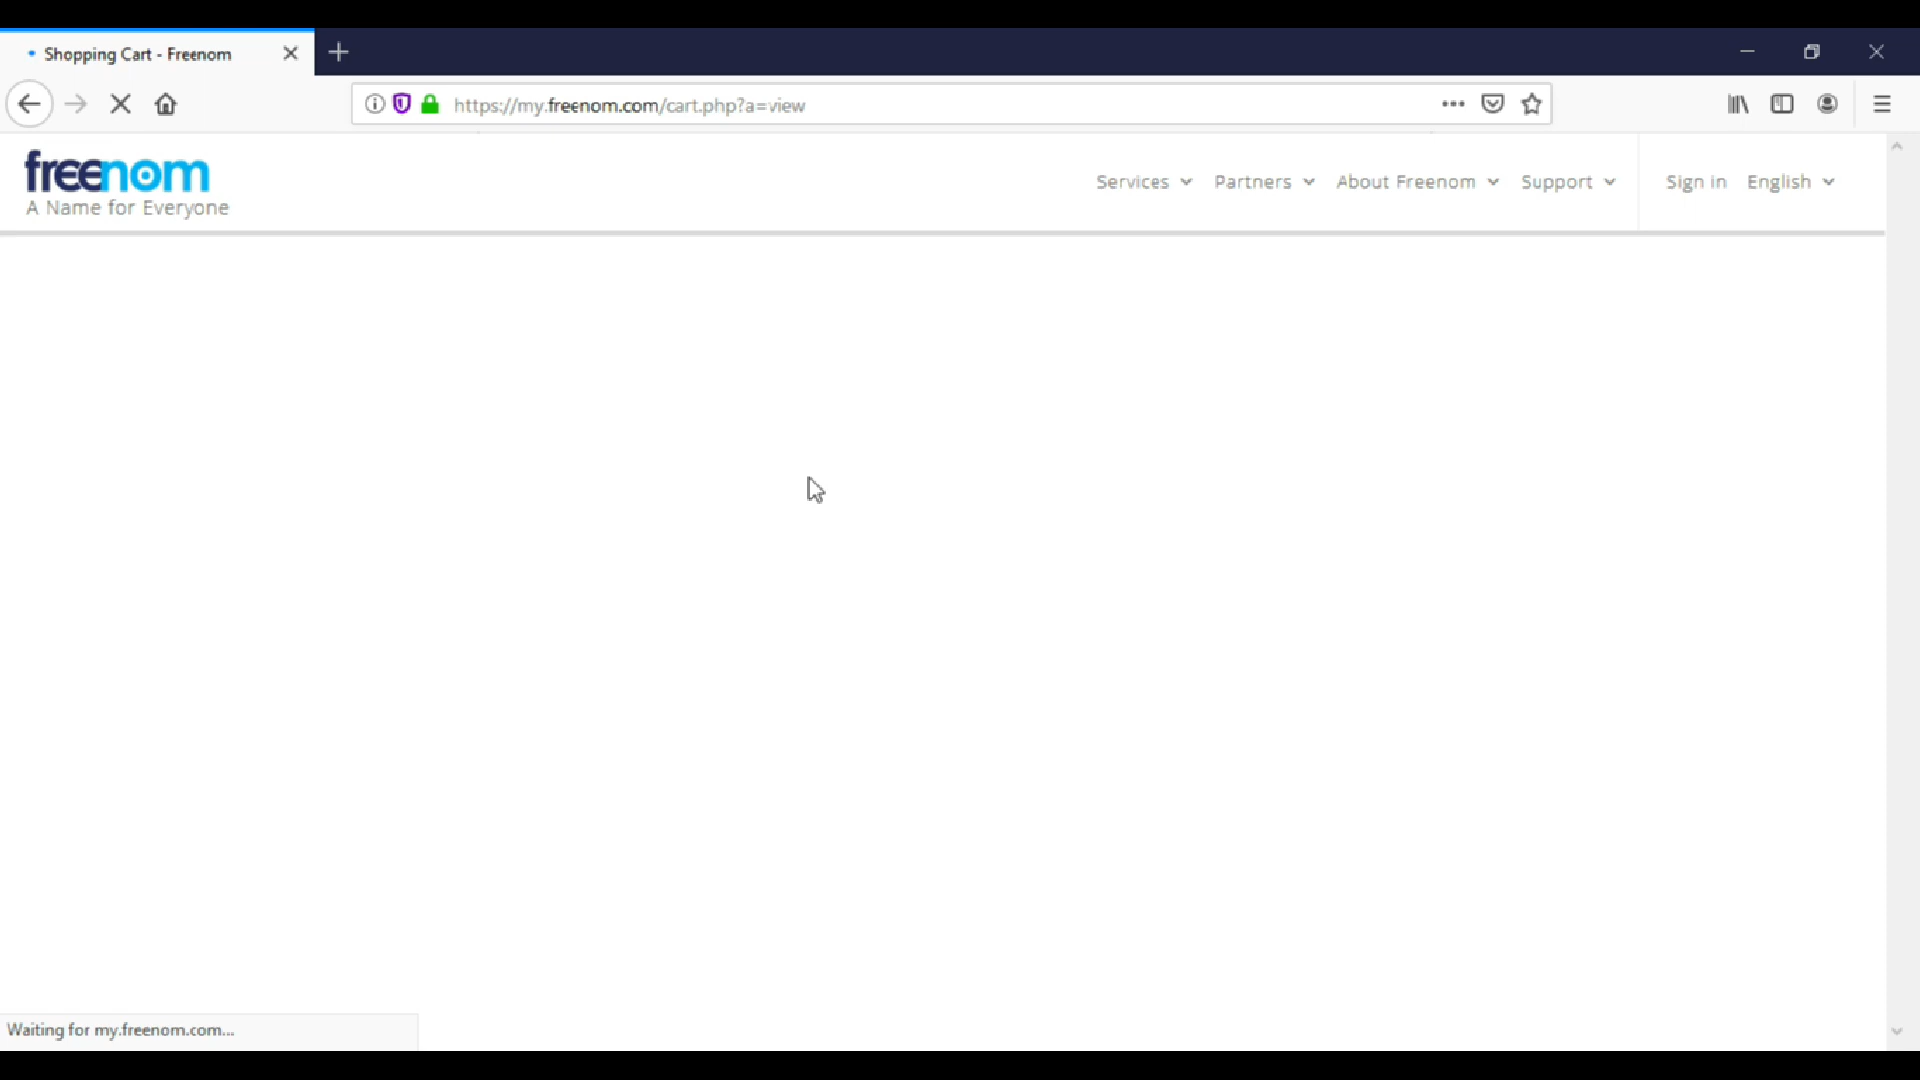 Shopping Cart - Freenom
https://my.freenom.com/cart.php?a=view
freenom
A Name for Everyone
Services
Partners
About Freenom
Support
Sign in
English
Waiting for my.freenom.com...